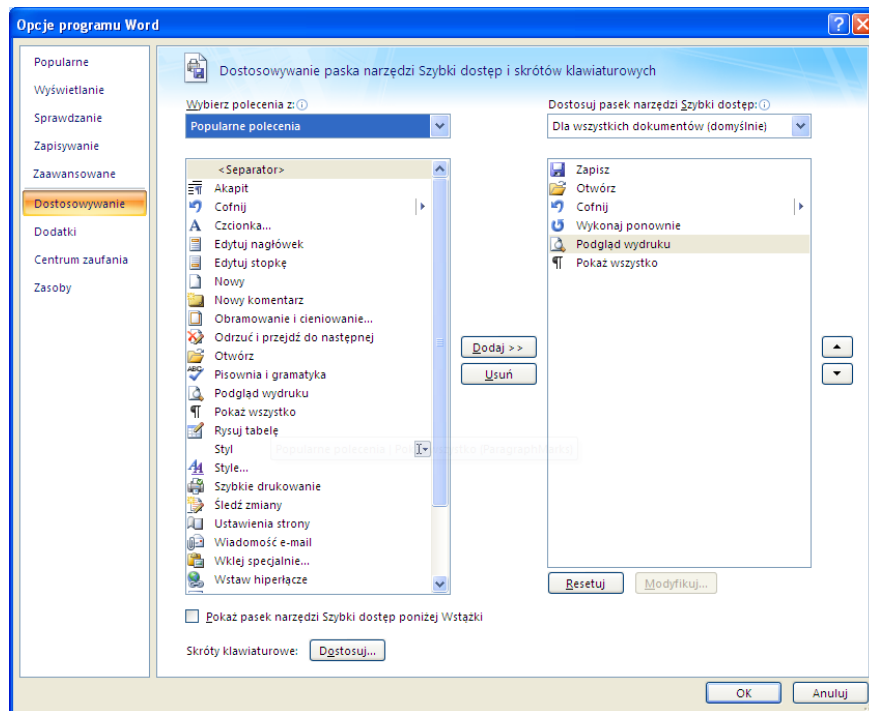 Opcje programu Word
Popularne
Wyświetlanie
Sprawdzanie
Zapisywanie
Zaawansowane
Dostosowywanie
Dodatki
Centrum zaufania
Zasoby
Dostosowywanie paska narzędzi Szybki dostęp i skrótów klawiaturowych
Wybierz polecenia z:
Popularne polecenia
<Separator>
Akapit
Cofnij
Czcionka...
Edytuj nagłówek
Edytuj stopkę
Nowy
Nowy komentarz
Obramowanie i cieniowanie...
Odrzuć i przejdź do następnej
Otwórz
Pisownia i gramatyka
Podgląd wydruku
Pokaż wszystko
Rysuj tabelę
Styl
Style...
Szybkie drukowanie
Śledź zmiany
Ustawienia strony
Wiadomość e-mail
Wklej specjalnie...
Wstaw hiperłącze
Dodaj >>
Usuń
Dostosuj pasek narzędzi Szybki dostęp:
Dla wszystkich dokumentów (domyślnie)
Zapisz
Otwórz
Cofnij
Wykonaj ponownie
Podgląd wydruku
Pokaż wszystko
Resetuj
Modyfikuj...
Pokaż pasek narzędzi Szybki dostęp poniżej Wstążki
Skróty klawiaturowe:
Dostosuj...
OK
Anuluj